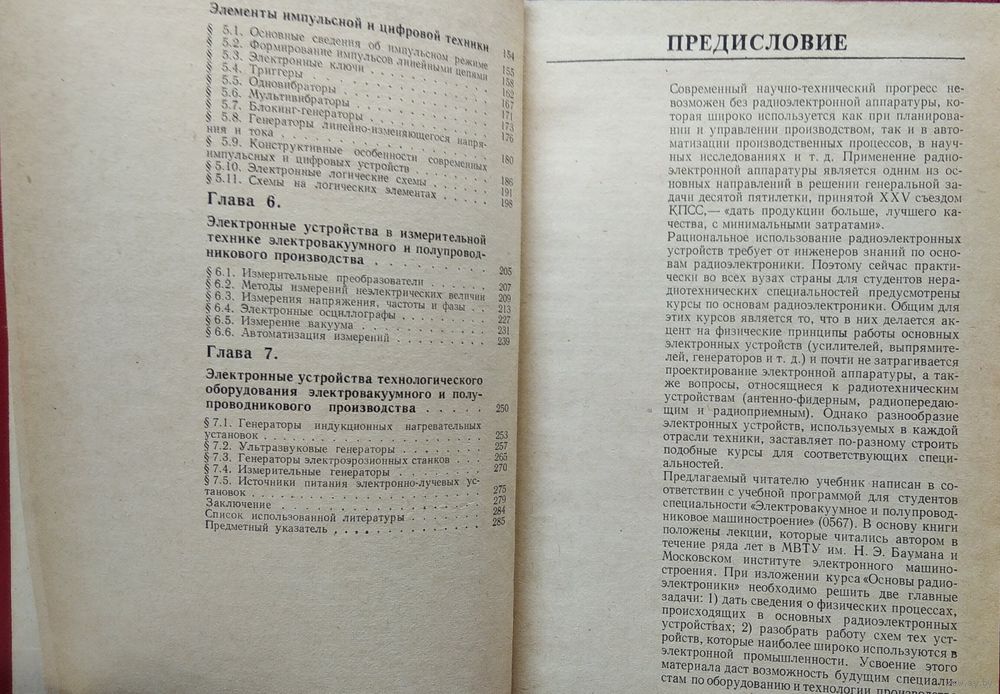 Элементы импульсной и цифровой техники 154
§ 5.1. Основные сведения об импульсном режиме 155
§ 5.2. Формирование импульсов линейными цепями 158
§ 5.3. Электронные ключи . . . . . . . . 162
§ 5.4. Триггеры . . . . . . . . 167
§ 5.5. Одновибраторы . . . . . . . . 171
§ 5.6. Мультивибраторы . . . . . . . . 173
§ 5.7. Блокинг-генераторы . . . . . . . . 176
§ 5.8. Генераторы линейно-изменяющегося напря-
ния и тока . . . . . . . . 180
§ 5.9. Конструктивные особенности современных
импульсных и цифровых устройств . . . . 186
§ 5.10. Электронные логические схемы . . . . 191
§ 5.11. Схемы на логических элементах . . . . 198
Глава 6.
Электронные устройства в измерительной
технике электровакуумного и полупровод-
никового производства . . . . . . 205
§ 6.1. Измерительные преобразователи . . . . 207
§ 6.2. Методы измерений неэлектрических величин 209
§ 6.3. Измерения напряжения, частоты и фазы . . 213
§ 6.4. Электронные осциллографы . . . . . 227
§ 6.5. Измерение вакуума . . . . . . . 231
§ 6.6. Автоматизация измерений . . . . . 239
Глава 7.
Электронные устройства технологического
оборудования электровакуумного и полу-
проводникового производства . . . . . 250
§ 7.1. Генераторы индукционных нагревательных
установок . . . . . . . . . . 253
§ 7.2. Ультразвуковые генераторы . . . . . 257
§ 7.3. Генераторы электроэрозионных станков . . . 265
§ 7.4. Измерительные генераторы . . . . . 270
§ 7.5. Источники питания электронно-лучевых ус-
тановок . . . . . . . . . . 275
Заключение . . . . . . . . . . 279
Список использованной литературы . . . . . 284
Предметный указатель . . . . . . . 285
ПРЕДИСЛОВИЕ
Современный научно-технический прогресс не-
возможен без радиоэлектронной аппаратуры, ко-
торая широко используется как при планирова-
нии и управлении производством, так и в авто-
матизации производственных процессов, в науч-
ных исследованиях и т. д. Применение радио-
электронной аппаратуры является одним из ос-
новных направлений в решении генеральной за-
дачи десятой пятилетки, принятой XXV съездом
КПСС,— «дать продукции больше, лучшего ка-
чества, с минимальными затратами».
Рациональное использование радиоэлектронных
устройств требует от инженеров знаний по осно-
вам радиоэлектроники. Поэтому сейчас практи-
чески во всех вузах страны для студентов нера-
диотехнических специальностей предусмотрены
курсы по основам радиоэлектроники. Общим для
этих курсов является то, что в них делается ак-
цент на физические принципы работы основных
электронных устройств (усилителей, выпрямите-
лей, генераторов и т. д.) и почти не затрагивается
проектирование электронной аппаратуры, а так-
же вопросы, относящиеся к радиотехническим
устройствам (антенно-фидерным, радиопередаю-
щим и радиоприемным). Однако разнообразие
электронных устройств, используемых в каждой
отрасли техники, заставляет по-разному строить
подобные курсы для соответствующих специ-
альностей.
Предлагаемый читателю учебник написан в со-
ответствии с учебной программой для студентов
специальности «Электровакуумное и полупровод-
никовое машиностроение» (0567). В основу книги
положены лекции, которые читались автором в
течение ряда лет в МВТУ им. Н. Э. Баумана и
Московском институте электронного машино-
строения. При изложении курса «Основы радио-
электроники» необходимо решить две главные
задачи: 1) дать сведения о физических процессах,
происходящих в основных радиоэлектронных
устройствах; 2) разобрать работу схем тех уст-
ройств, которые наиболее широко используются в
электронной промышленности. Усвоение этого
материала даст возможность будущим специали-
стам по оборудованию и технологии